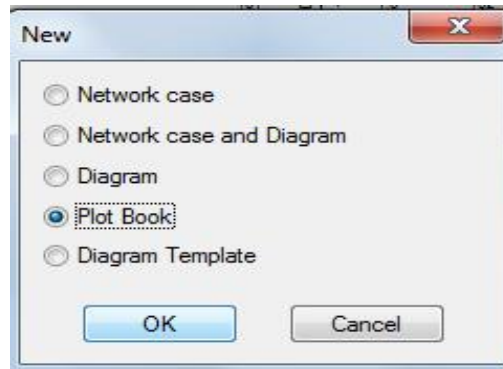 New
Network case
Network case and Diagram
Diagram
Plot Book
Diagram Template
OK Cancel